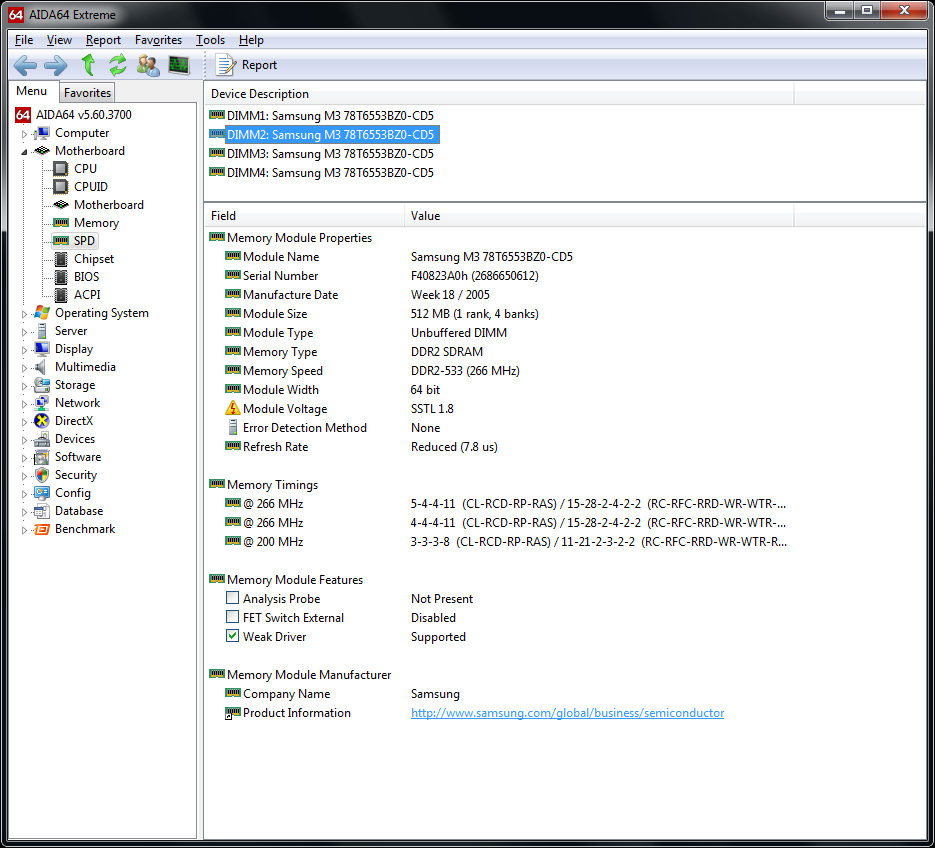 64 AIDA64 Extreme
File View Report Favorites Tools Help
Report
Menu Favorites
64 AIDA64 v5.60.3700
Computer
Motherboard
CPU
CPUID
Motherboard
Memory
SPD
Chipset
BIOS
ACPI
Operating System
Server
Display
Multimedia
Storage
Network
DirectX
Devices
Software
Security
Config
Database
Benchmark
Device Description
DIMM1: Samsung M3 78T6553BZ0-CD5
DIMM2: Samsung M3 78T6553BZ0-CD5
DIMM3: Samsung M3 78T6553BZ0-CD5
DIMM4: Samsung M3 78T6553BZ0-CD5
Field Value
Memory Module Properties
Module Name Samsung M3 78T6553BZ0-CD5
Serial Number F40823A0h (2686650612)
Manufacture Date Week 18 / 2005
Module Size 512 MB (1 rank, 4 banks)
Module Type Unbuffered DIMM
Memory Type DDR2 SDRAM
Memory Speed DDR2-533 (266 MHz)
Module Width 64 bit
Module Voltage SSTL 1.8
Error Detection Method None
Refresh Rate Reduced (7.8 us)
Memory Timings
@ 266 MHz 5-4-4-11 (CL-RCD-RP-RAS) / 15-28-2-4-2-2 (RC-RFC-RRD-WR-WTR-...
@ 266 MHz 4-4-4-11 (CL-RCD-RP-RAS) / 15-28-2-4-2-2 (RC-RFC-RRD-WR-WTR-...
@ 200 MHz 3-3-3-8 (CL-RCD-RP-RAS) / 11-21-2-3-2-2 (RC-RFC-RRD-WR-WTR-R...
Memory Module Features
Analysis Probe Not Present
FET Switch External Disabled
Weak Driver Supported
Memory Module Manufacturer
Company Name Samsung
Product Information http://www.samsung.com/global/business/semiconductor